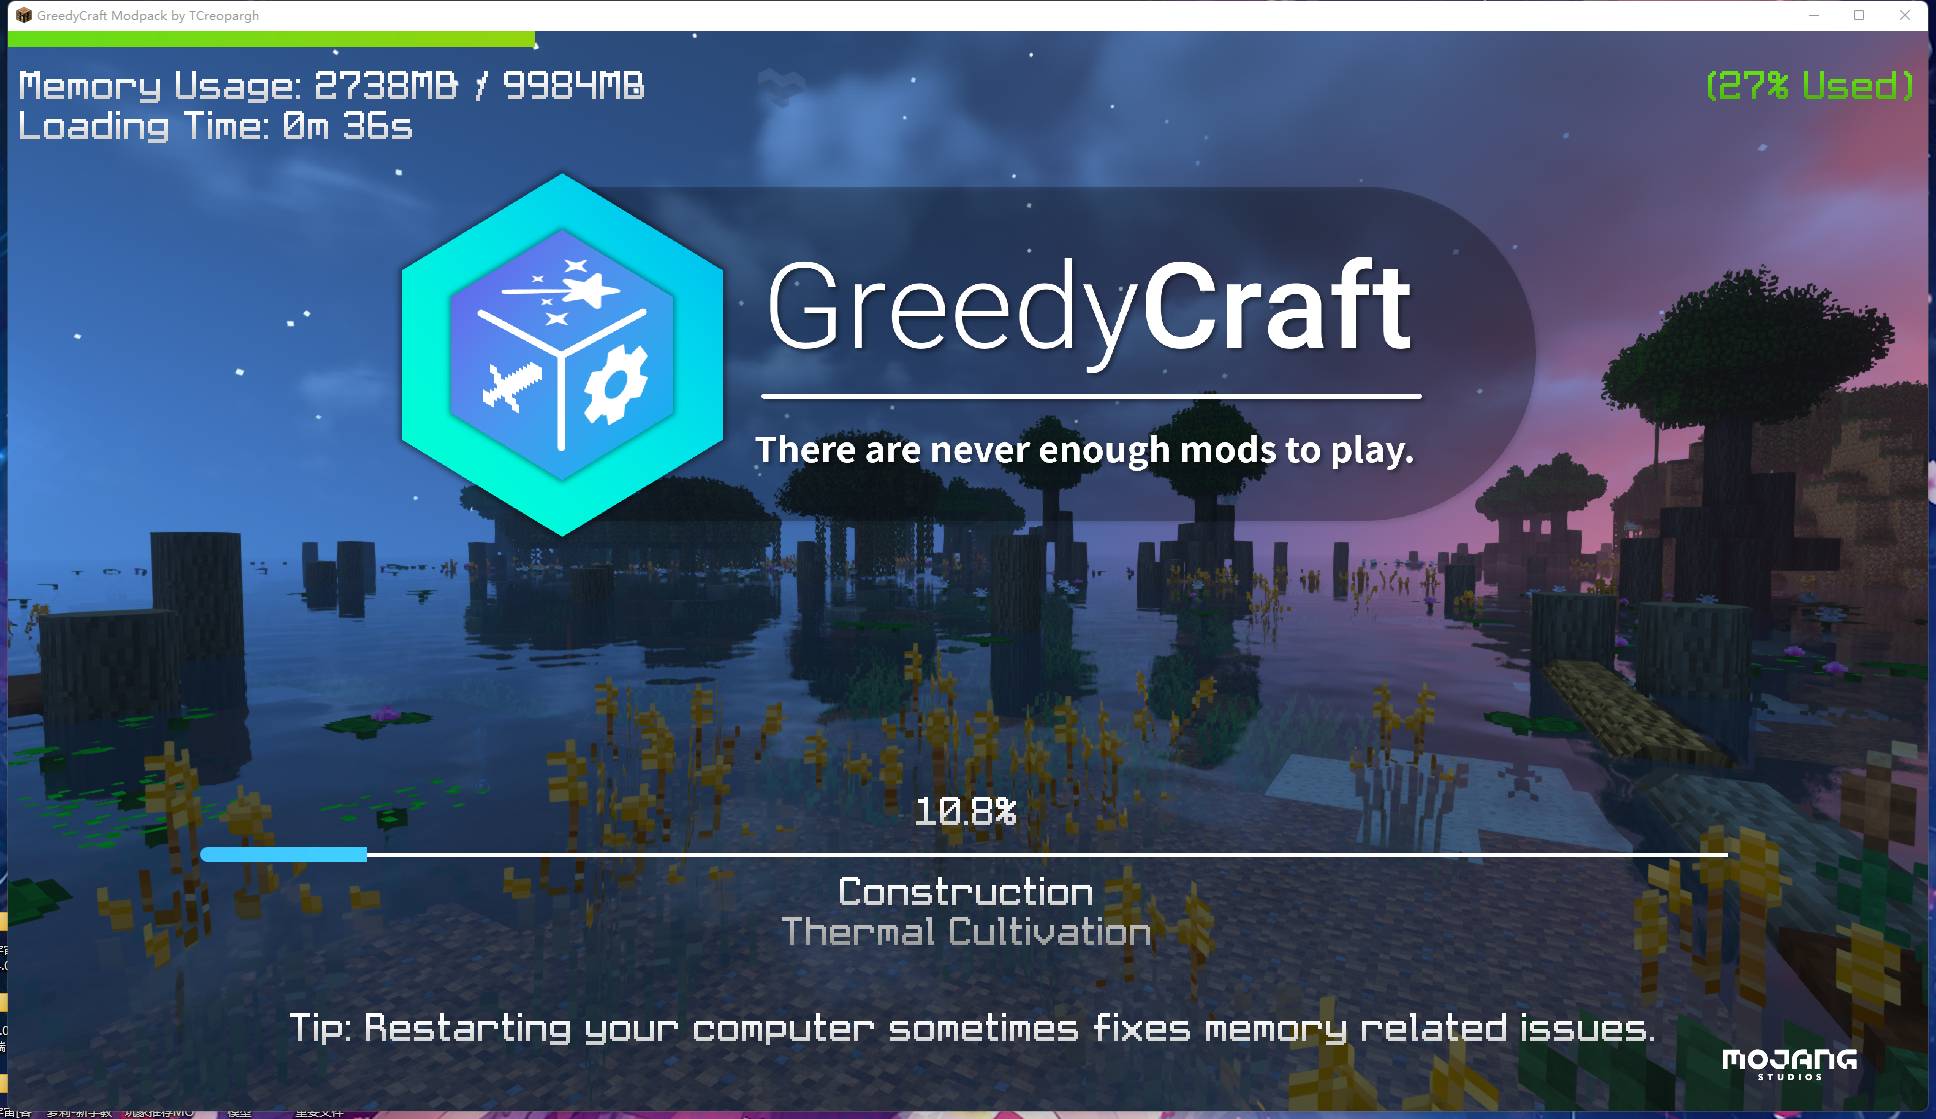 GreedyCraft Modpack by TCreopargh
Memory Usage: 2738MB / 9984MB
(27% Used)
Loading Time: 0m 36s
GreedyCraft
There are never enough mods to play.
10.8%
Construction
Thermal Cultivation
Tip: Restarting your computer sometimes fixes memory related issues.
MOJANG
STUDIOS